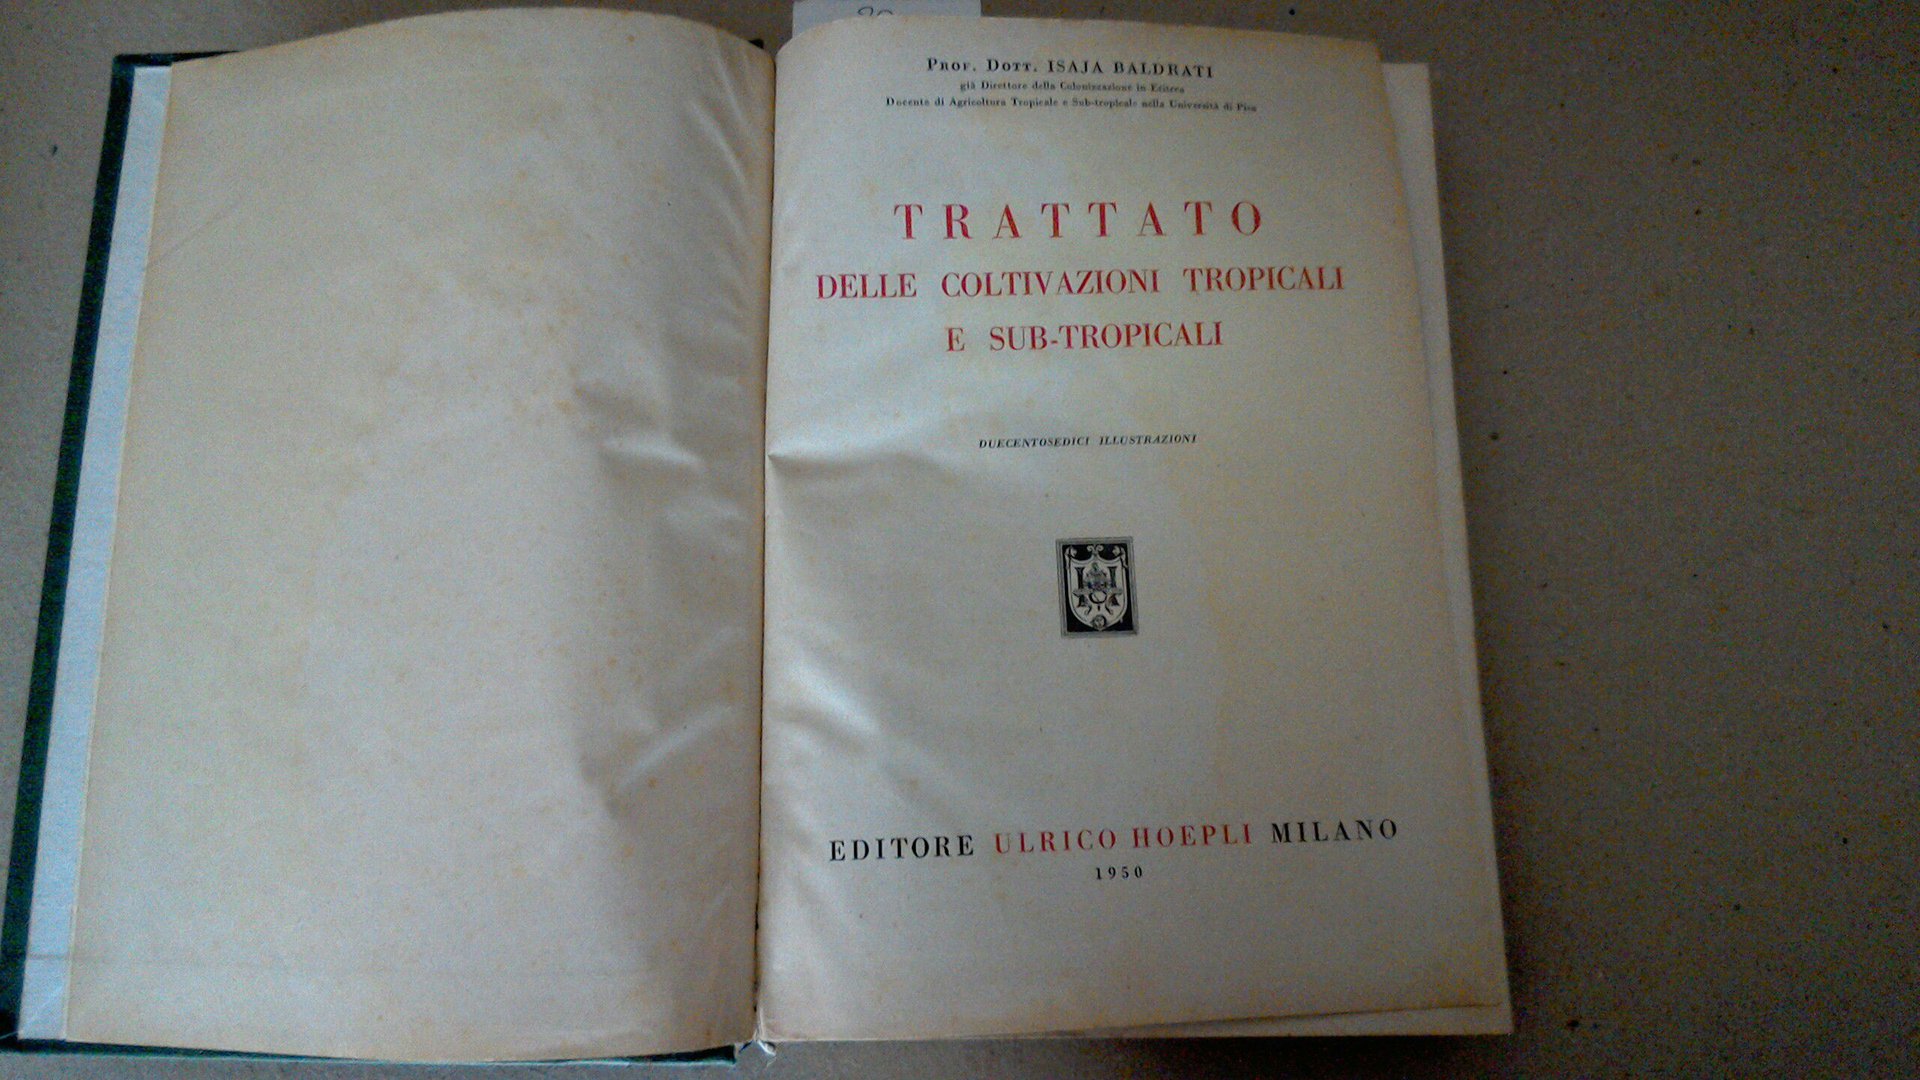 Prof. Dott. ISAJA BALDRATI
già Direttore della Colonizzazione in Eritrea
Docente di Agricoltura Tropicale e Sub-tropicale nella Università di Pisa
TRATTATO
DELLE COLTIVAZIONI TROPICALI
E SUB-TROPICALI
DUECENTOSEDICI ILLUSTRAZIONI
EDITORE ULRICO HOEPLI MILANO
1950